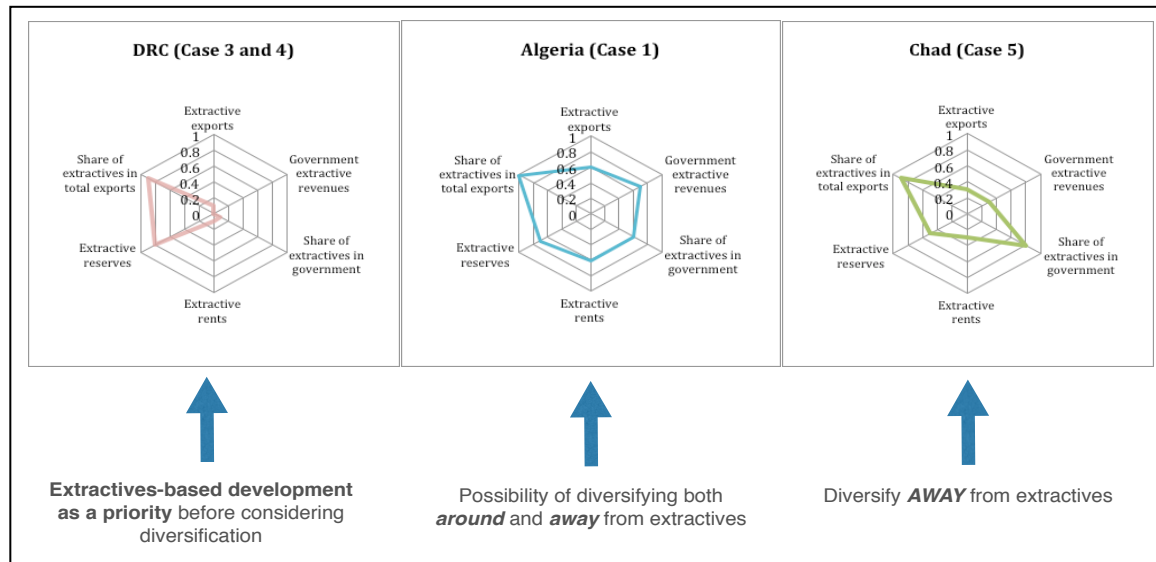 DRC (Case 3 and 4)
Extractive
exports
1
0.8
0.6
0.4
0.2
0
Share of
extractives in
total exports
Government
extractive
revenues
Extractive
reserves
Share of
extractives in
government
Extractive
rents
Algeria (Case 1)
Extractive
exports
1
0.8
0.6
0.4
0.2
0
Share of
extractives in
total exports
Government
extractive
revenues
Extractive
reserves
Share of
extractives in
government
Extractive
rents
Chad (Case 5)
Extractive
exports
1
0.8
0.6
0.4
0.2
0
Share of
extractives in
total exports
Government
extractive
revenues
Extractive
reserves
Share of
extractives in
government
Extractive
rents
Extractives-based development
as a priority before considering
diversification
Possibility of diversifying both
around and away from extractives
Diversify AWAY from extractives